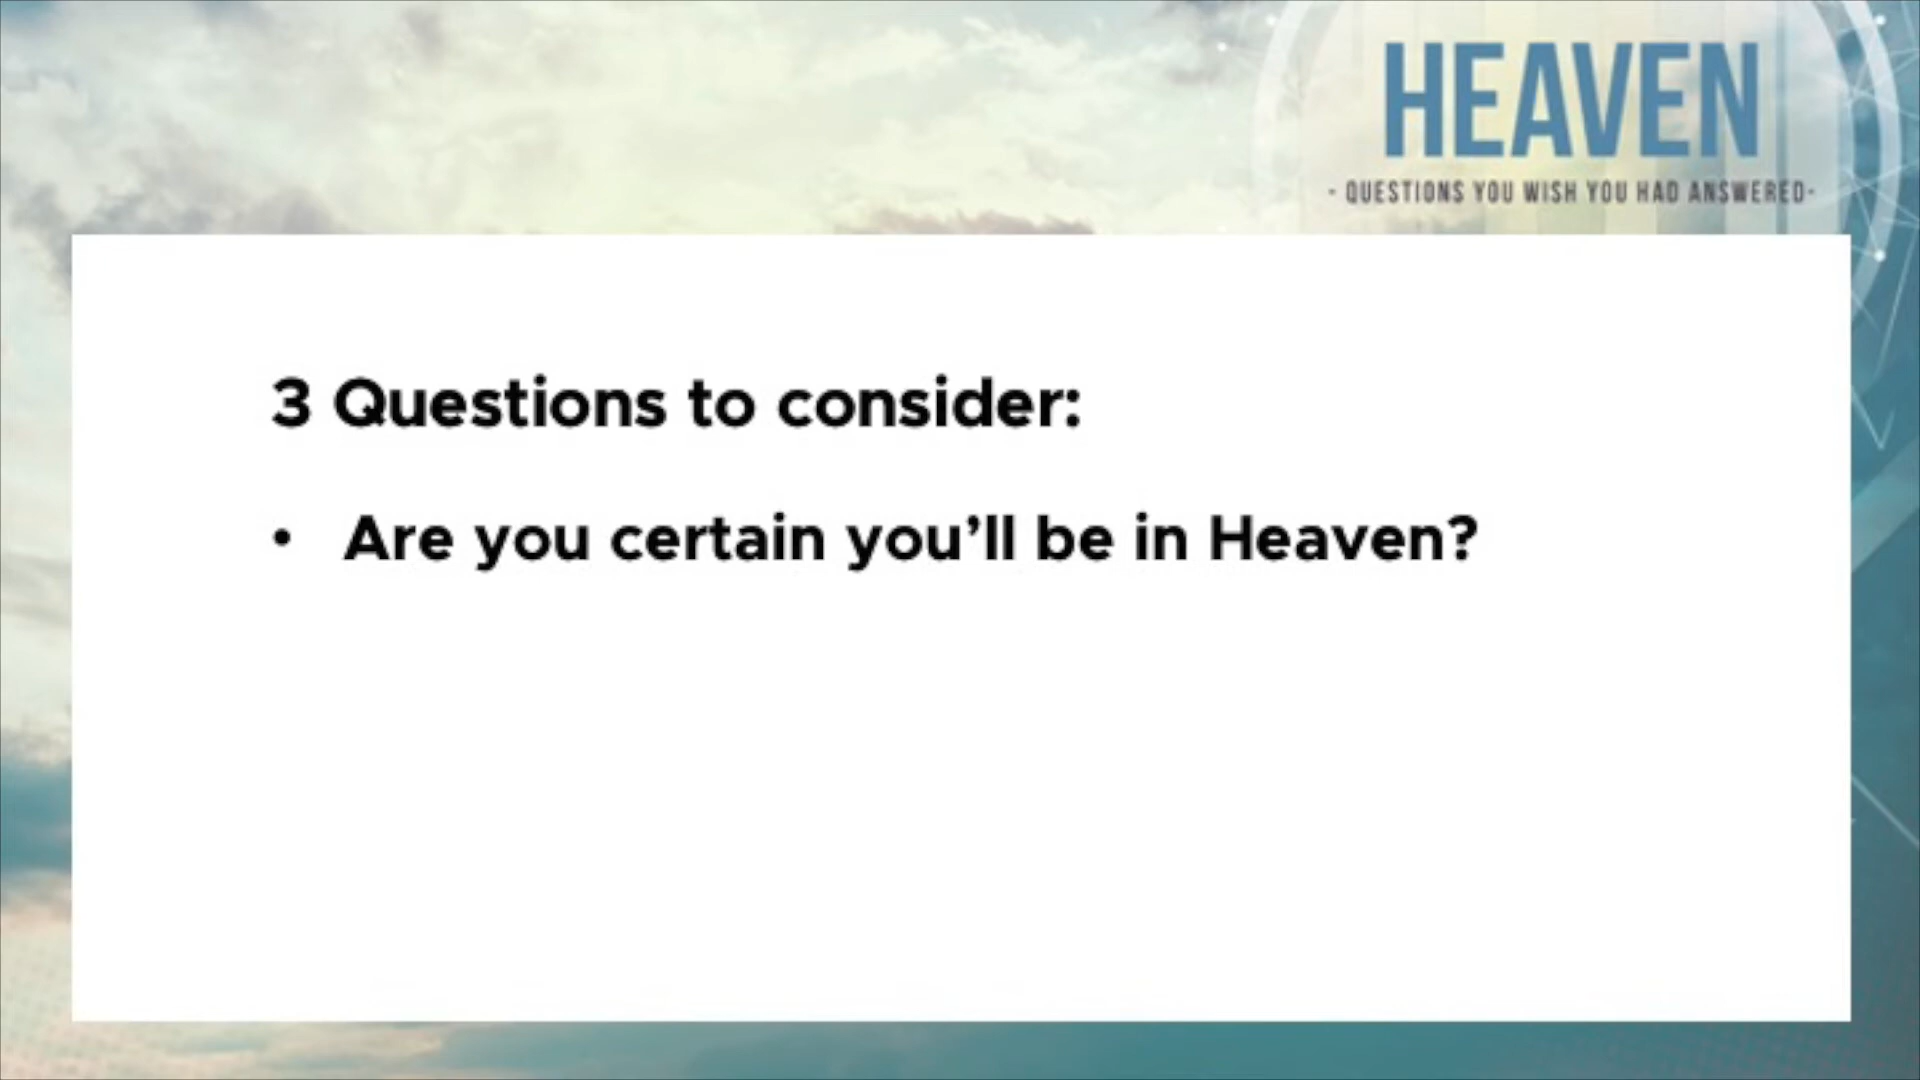 HEAVEN
- QUESTIONS YOU WISH YOU HAD ANSWERED-
3 Questions to consider:
• Are you certain you’ll be in Heaven?